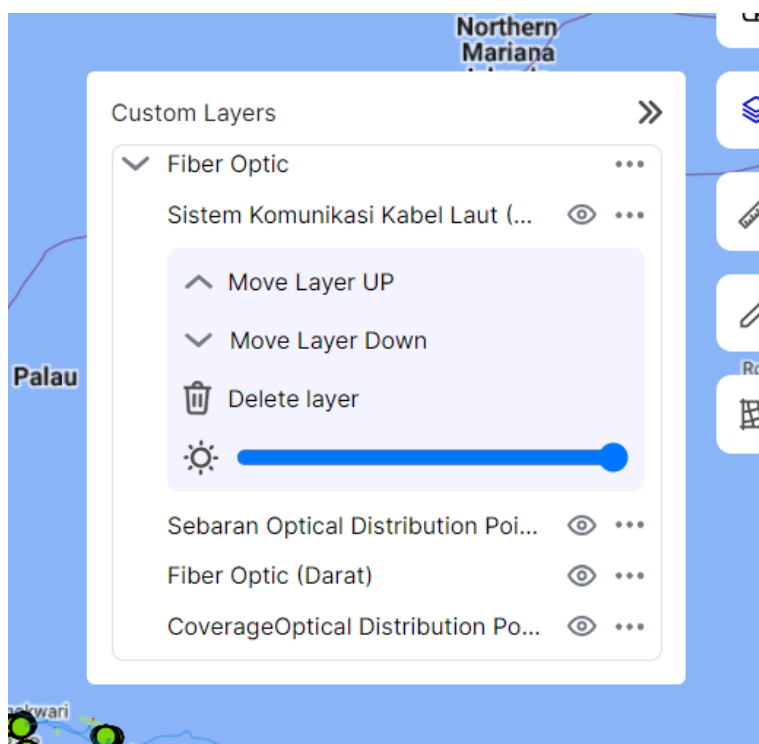 Northern
Mariana
Custom Layers
Fiber Optic
Sistem Komunikasi Kabel Laut (...
Move Layer UP
Move Layer Down
Palau
Delete layer
Sebaran Optical Distribution Poi...
Fiber Optic (Darat)
CoverageOptical Distribution Po...